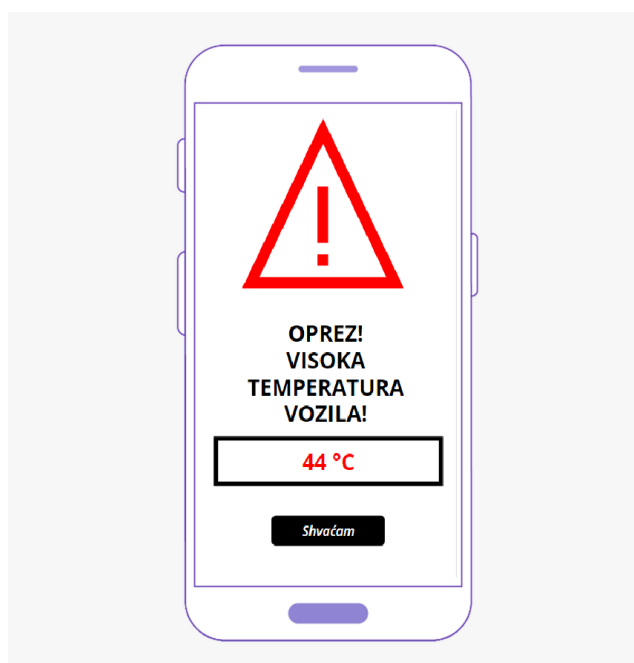 OPREZ!
VISOKA
TEMPERATURA
VOZILA!
44 °C
Shvaćam